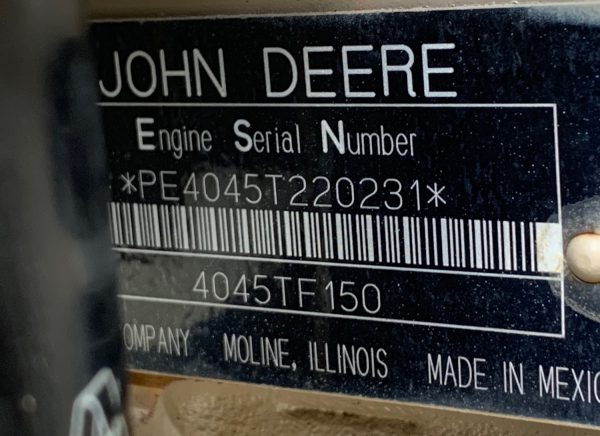 JOHN DEERE
Engine Serial Number
*PE4045T220231*
4045TF150
OMPANY MOLINE, ILLINOIS MADE IN MEXIC